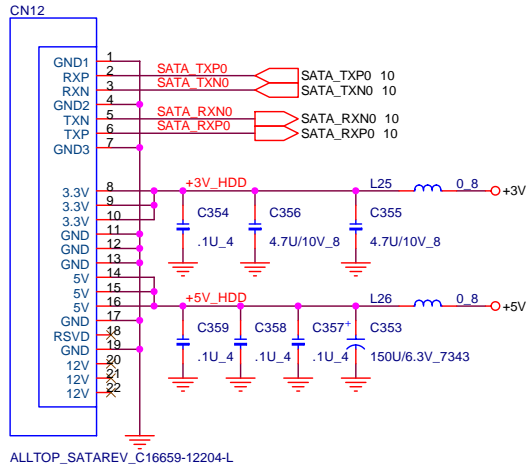 CN12
GND1 1
RXP 2 SATA_TXP0 SATA_TXP0 10
RXN 3 SATA_TXN0 SATA_TXN0 10
GND2 4
TXN 5 SATA_RXN0 SATA_RXN0 10
TXP 6 SATA_RXP0 SATA_RXP0 10
GND3 7
3.3V 8 +3V_HDD L25 0_8 +3V
3.3V 9
3.3V 10
C354 C356 C355
GND 11
.1U_4 4.7U/10V_8 4.7U/10V_8
GND 12
GND 13
5V 14
5V 15
5V 16 +5V_HDD L26 0_8 +5V
GND 17
RSVD 18
C359 C358 C357 + C353
GND 19
.1U_4 .1U_4 .1U_4 150U/6.3V_7343
12V 20
12V 21
12V 22
ALLTOP_SATAREV_C16659-12204-L